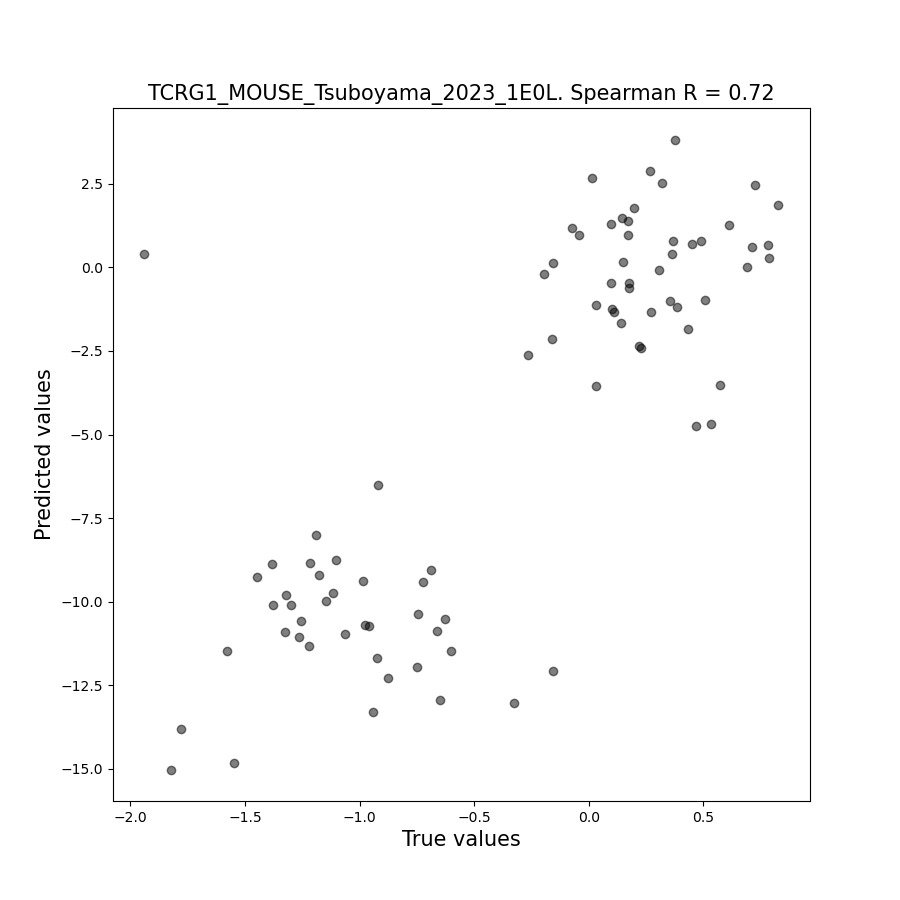 TCRG1_MOUSE_Tsuboyama_2023_1E0L. Spearman R = 0.72
2.5
0.0
−2.5
−5.0
−7.5
−10.0
−12.5
−15.0
Predicted values
−2.0 −1.5 −1.0 −0.5 0.0 0.5
True values